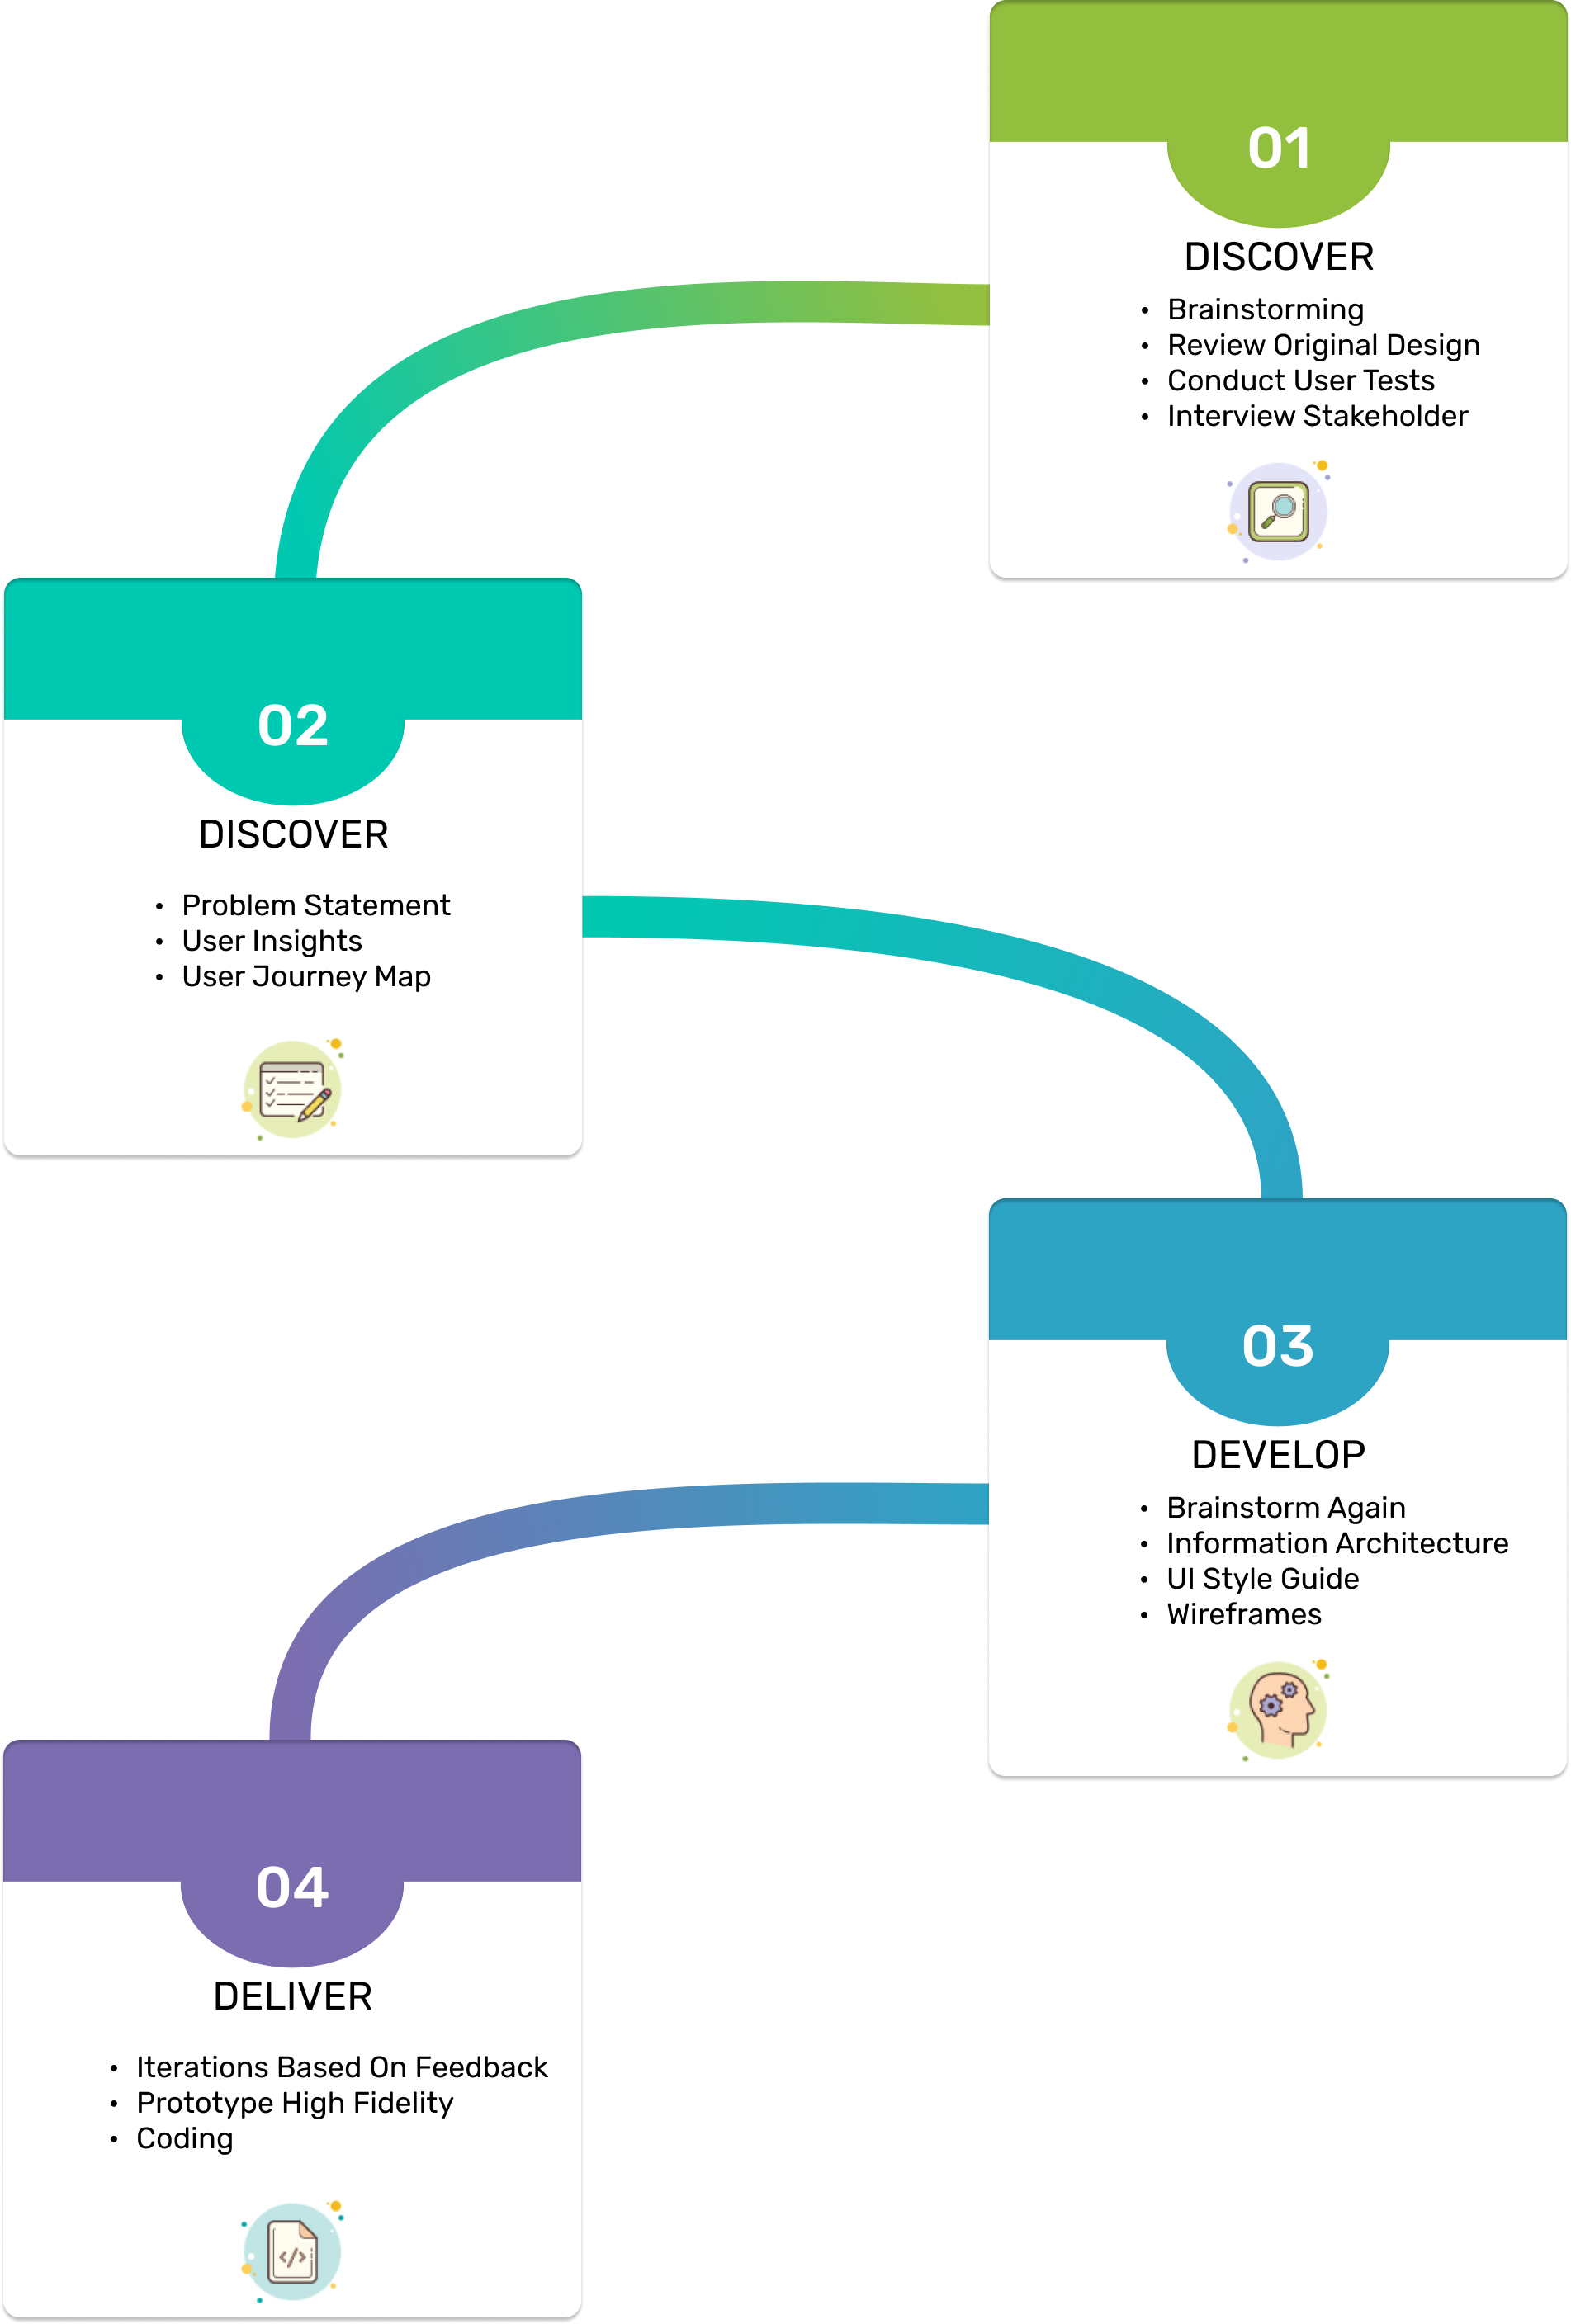 01
DISCOVER
• Brainstorming
• Review Original Design
• Conduct User Tests
• Interview Stakeholder
02
DISCOVER
• Problem Statement
• User Insights
• User Journey Map
03
DEVELOP
• Brainstorm Again
• Information Architecture
• UI Style Guide
• Wireframes
04
DELIVER
• Iterations Based On Feedback
• Prototype High Fidelity
• Coding